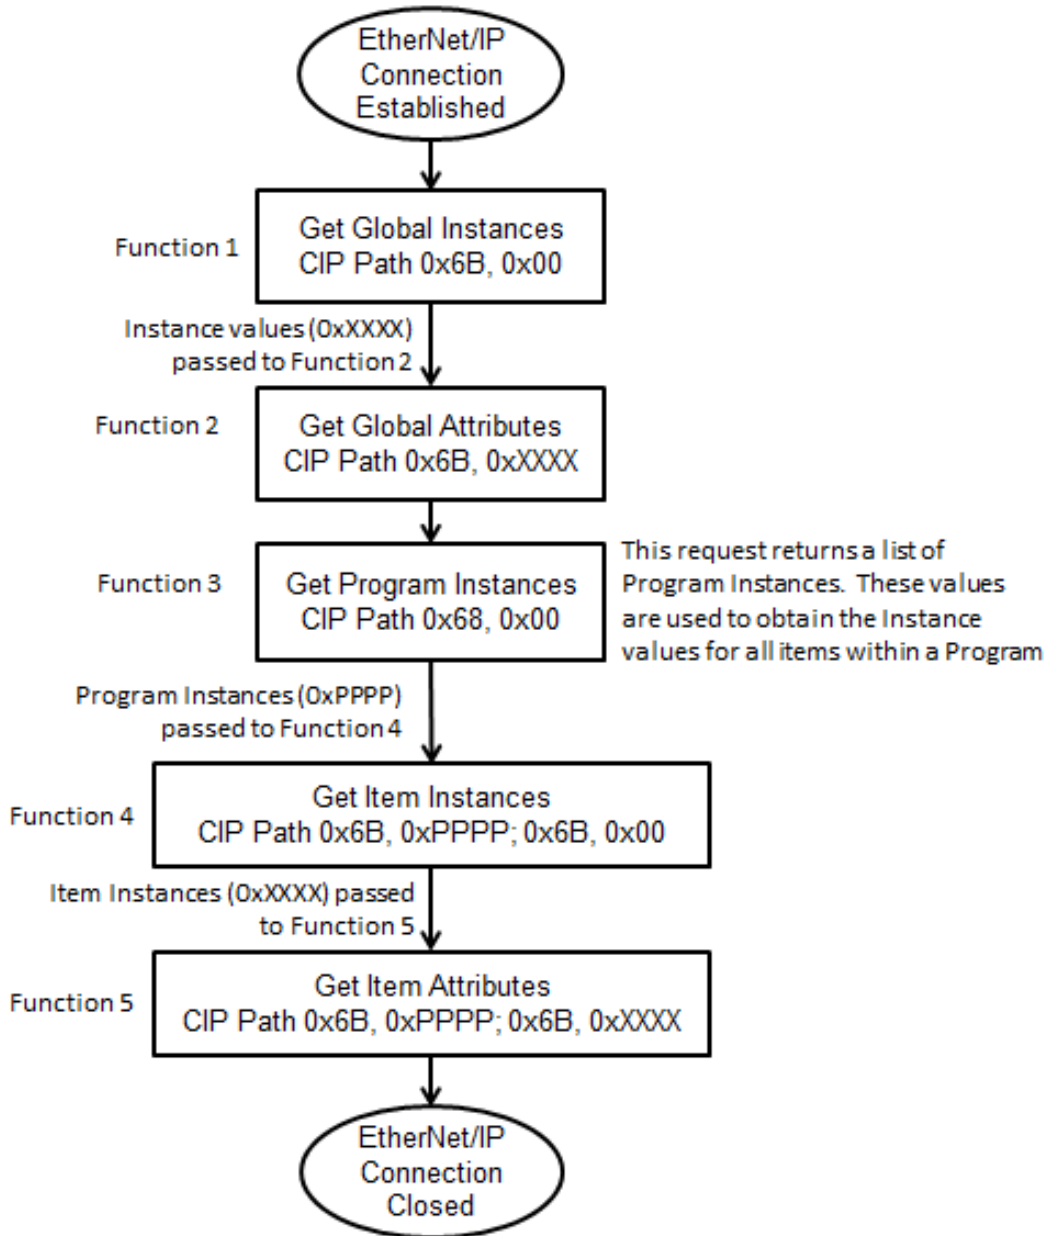 EtherNet/IP
Connection
Established
Function 1
Get Global Instances
CIP Path 0x6B, 0x00
Instance values (0xXXXX)
passed to Function 2
Function 2
Get Global Attributes
CIP Path 0x6B, 0xXXXX
Function 3
Get Program Instances
CIP Path 0x68, 0x00
This request returns a list of
Program Instances. These values
are used to obtain the Instance
values for all items within a Program
Program Instances (0xPPPP)
passed to Function 4
Function 4
Get Item Instances
CIP Path 0x6B, 0xPPPP; 0x6B, 0x00
Item Instances (0xXXXX) passed
to Function 5
Function 5
Get Item Attributes
CIP Path 0x6B, 0xPPPP; 0x6B, 0xXXXX
EtherNet/IP
Connection
Closed